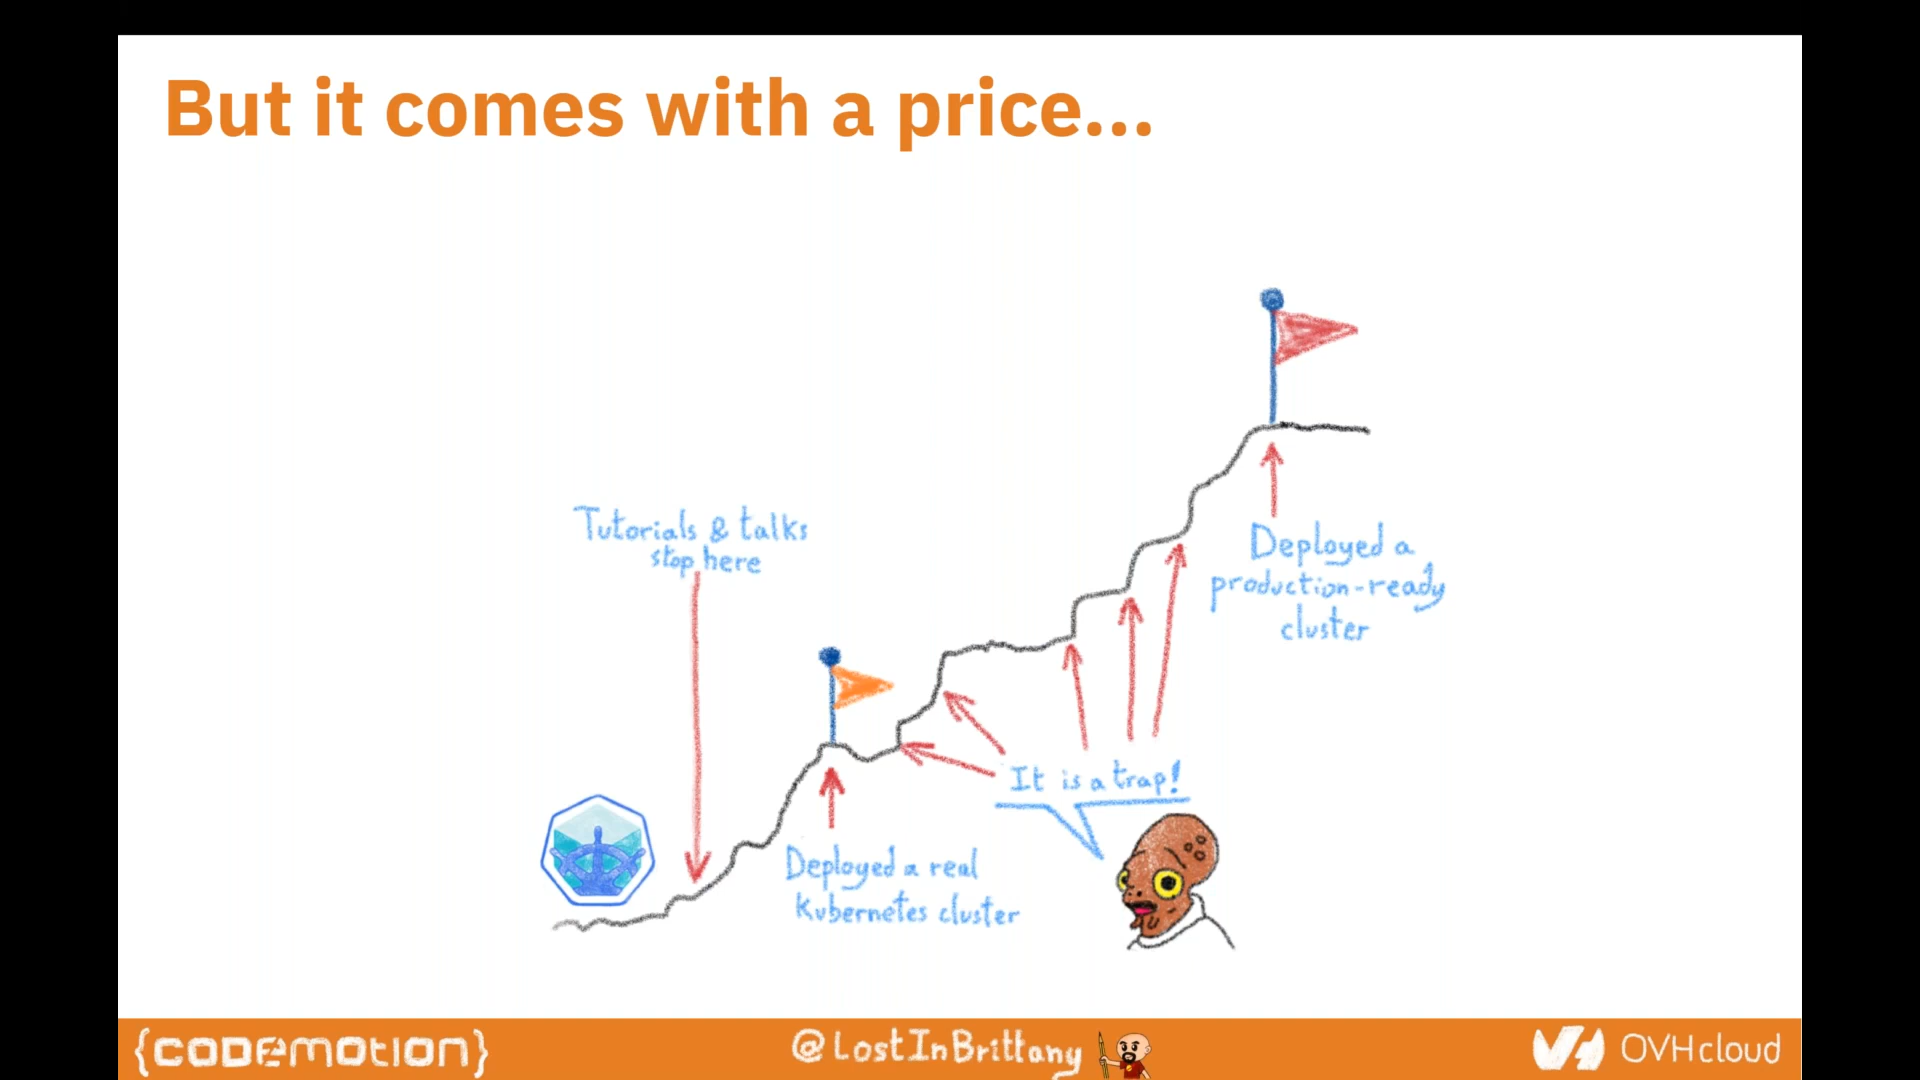 But it comes with a price...
Tutorials & talks
stop here
Deployed a
production-ready
cluster
It is a trap!
Deployed a real
Kubernetes cluster
{CODEMOTION}
@LostInBrittany
OVHcloud